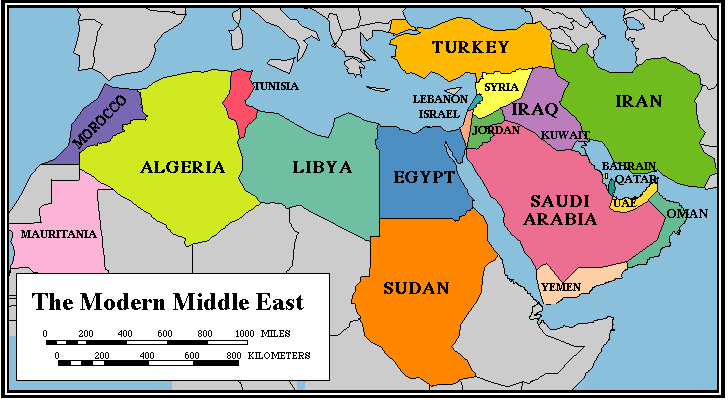 TURKEY
TUNISIA
SYRIA
LEBANON
ISRAEL
IRAQ
IRAN
MOROCCO
JORDAN
KUWAIT
ALGERIA
LIBYA
EGYPT
BAHRAIN
QATAR
SAUDI
ARABIA
UAE
OMAN
MAURITANIA
SUDAN
YEMEN
The Modern Middle East
0 200 400 600 800 1000 MILES
0 200 400 600 800 KILOMETERS